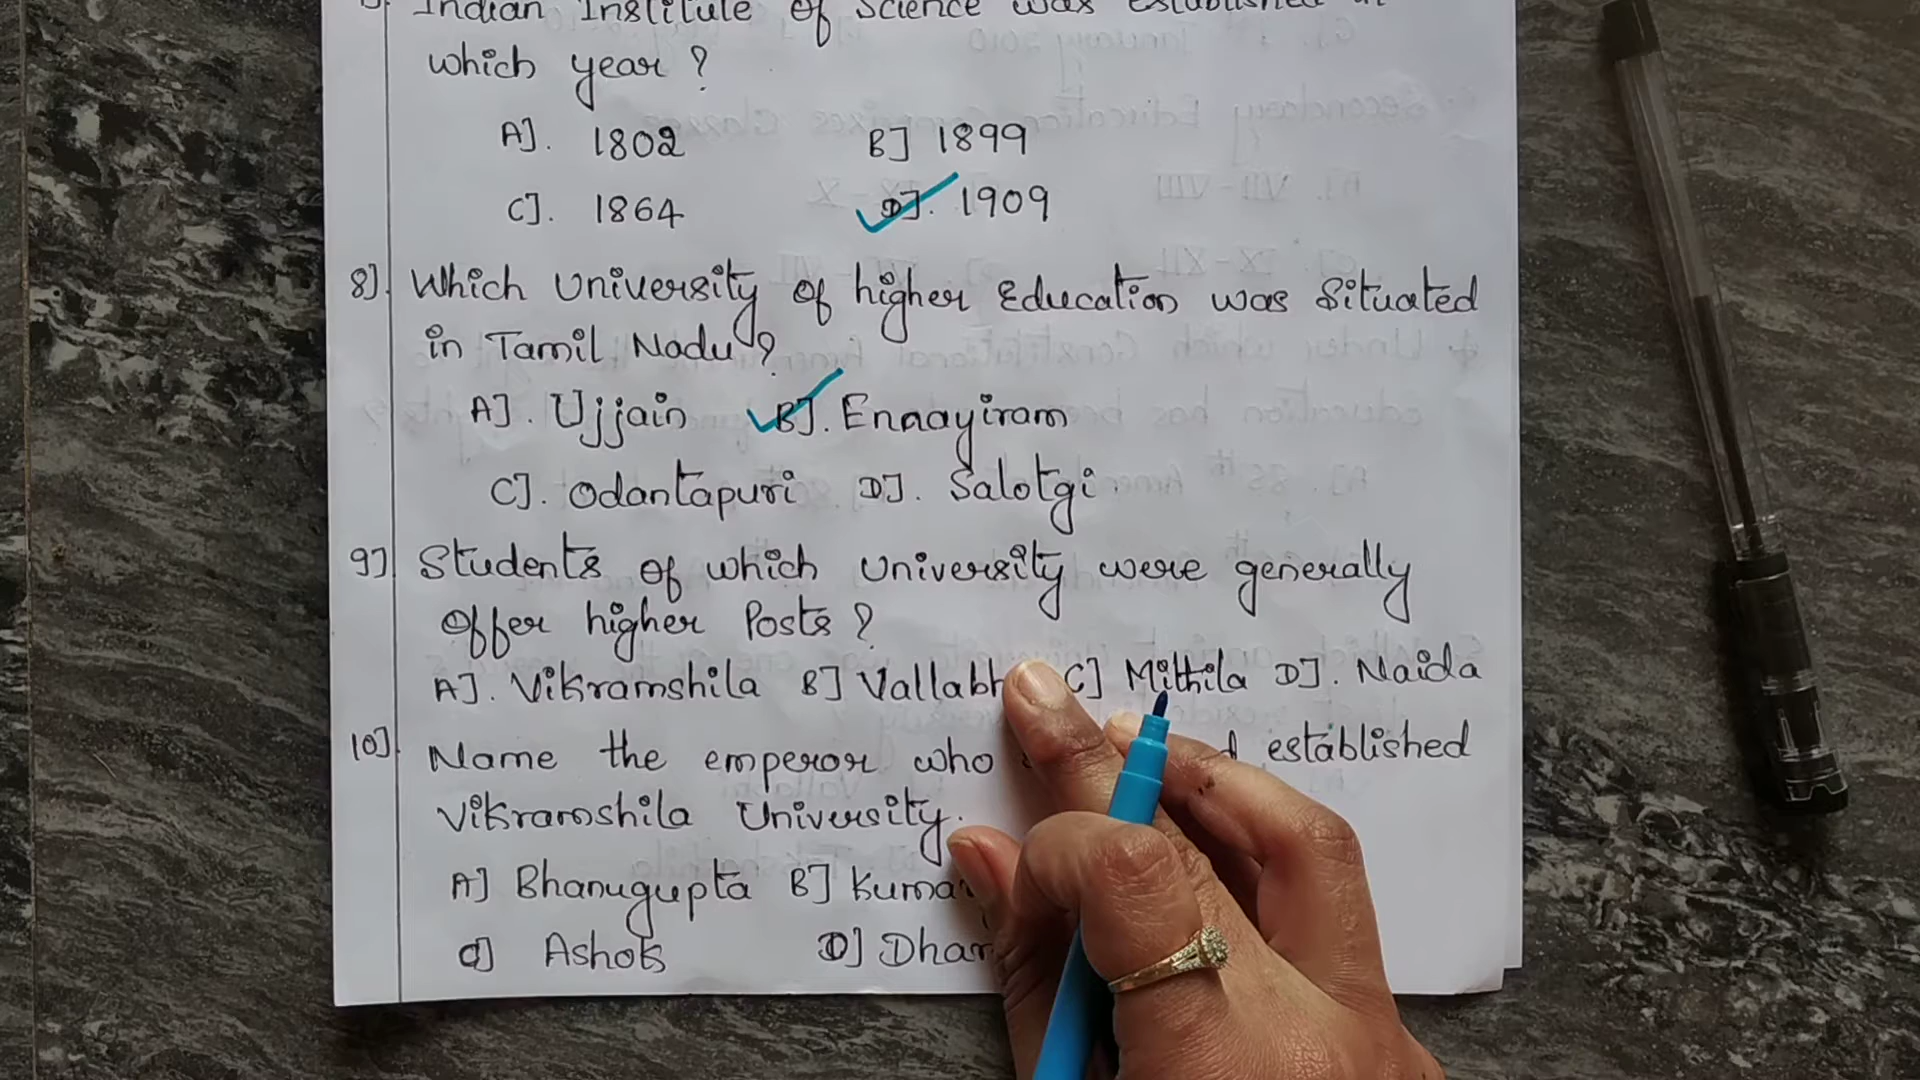 Indian Institute of Science was established in
which year ?
A]. 1802 B] 1899
C]. 1864 D]. 1909
8]. Which University of higher Education was Situated
in Tamil Nadu ?
A]. Ujjain B]. Ennayiram
C]. Odantapuri D]. Salotgi.
9] Students of which University were generally
offer higher Posts ?
A]. Vikramshila B] Vallabh C] Mithila D]. Naida
10]. Name the emperor who established
Vikramshila University.
A] Bhanugupta B] Kuma
C] Ashok D] Dhar